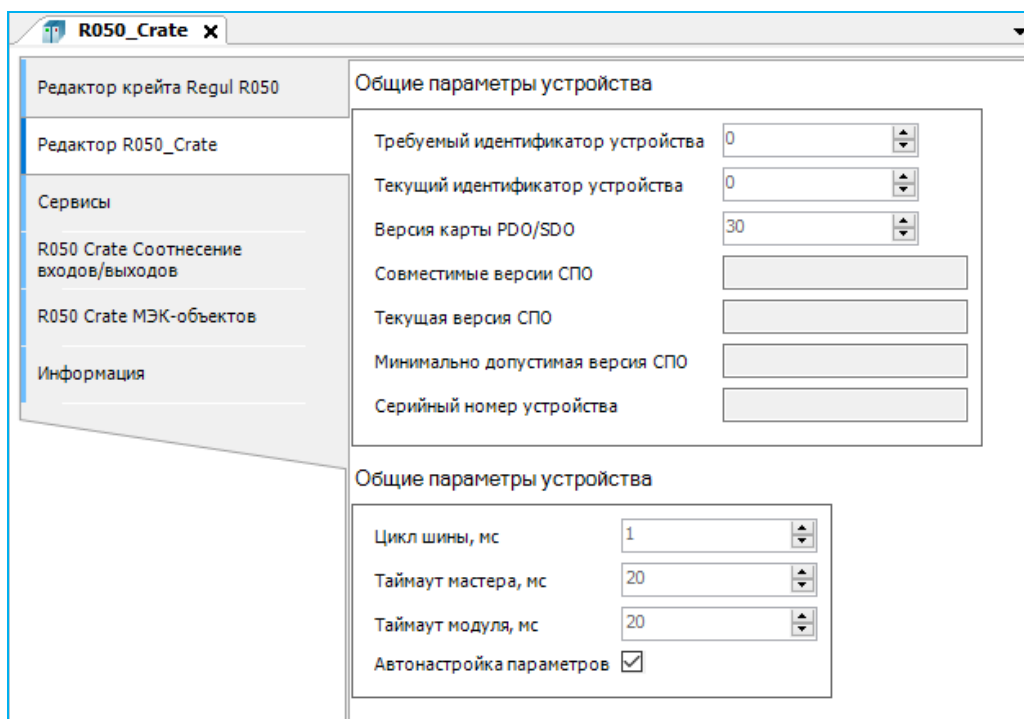 R050_Crate
Редактор крейта Regul R050
Редактор R050_Crate
Сервисы
R050 Crate Соотнесение
входов/выходов
R050 Crate МЭК-объектов
Информация
Общие параметры устройства
Требуемый идентификатор устройства 0
Текущий идентификатор устройства 0
Версия карты PDO/SDO 30
Совместимые версии СПО
Текущая версия СПО
Минимально допустимая версия СПО
Серийный номер устройства
Общие параметры устройства
Цикл шины, мс 1
Таймаут мастера, мс 20
Таймаут модуля, мс 20
Автонастройка параметров